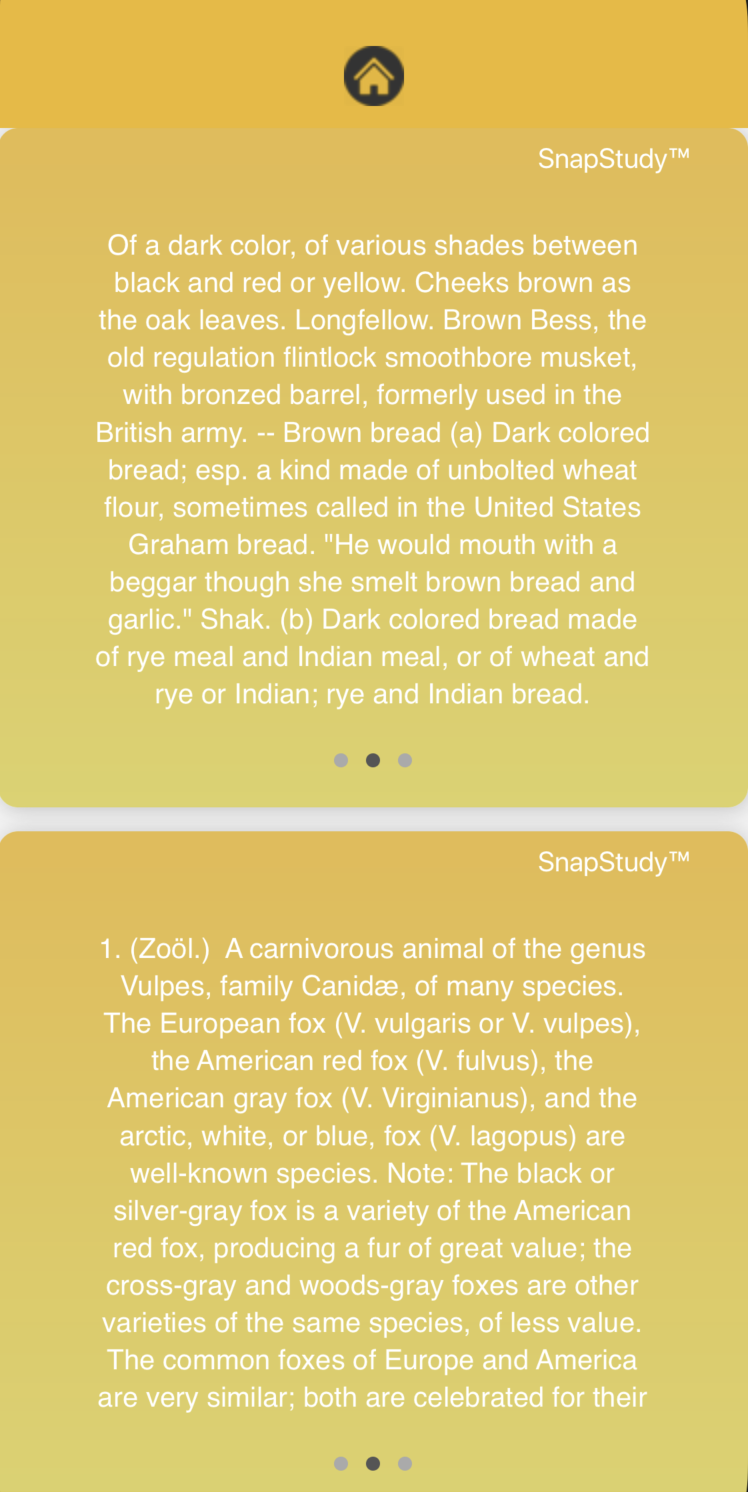 SnapStudy™
Of a dark color, of various shades between
black and red or yellow. Cheeks brown as
the oak leaves. Longfellow. Brown Bess, the
old regulation flintlock smoothbore musket,
with bronzed barrel, formerly used in the
British army. -- Brown bread (a) Dark colored
bread; esp. a kind made of unbolted wheat
flour, sometimes called in the United States
Graham bread. "He would mouth with a
beggar though she smelt brown bread and
garlic." Shak. (b) Dark colored bread made
of rye meal and Indian meal, or of wheat and
rye or Indian; rye and Indian bread.
SnapStudy™
1. (Zoöl.)  A carnivorous animal of the genus
Vulpes, family Canidæ, of many species.
The European fox (V. vulgaris or V. vulpes),
the American red fox (V. fulvus), the
American gray fox (V. Virginianus), and the
arctic, white, or blue, fox (V. lagopus) are
well-known species. Note: The black or
silver-gray fox is a variety of the American
red fox, producing a fur of great value; the
cross-gray and woods-gray foxes are other
varieties of the same species, of less value.
The common foxes of Europe and America
are very similar; both are celebrated for their